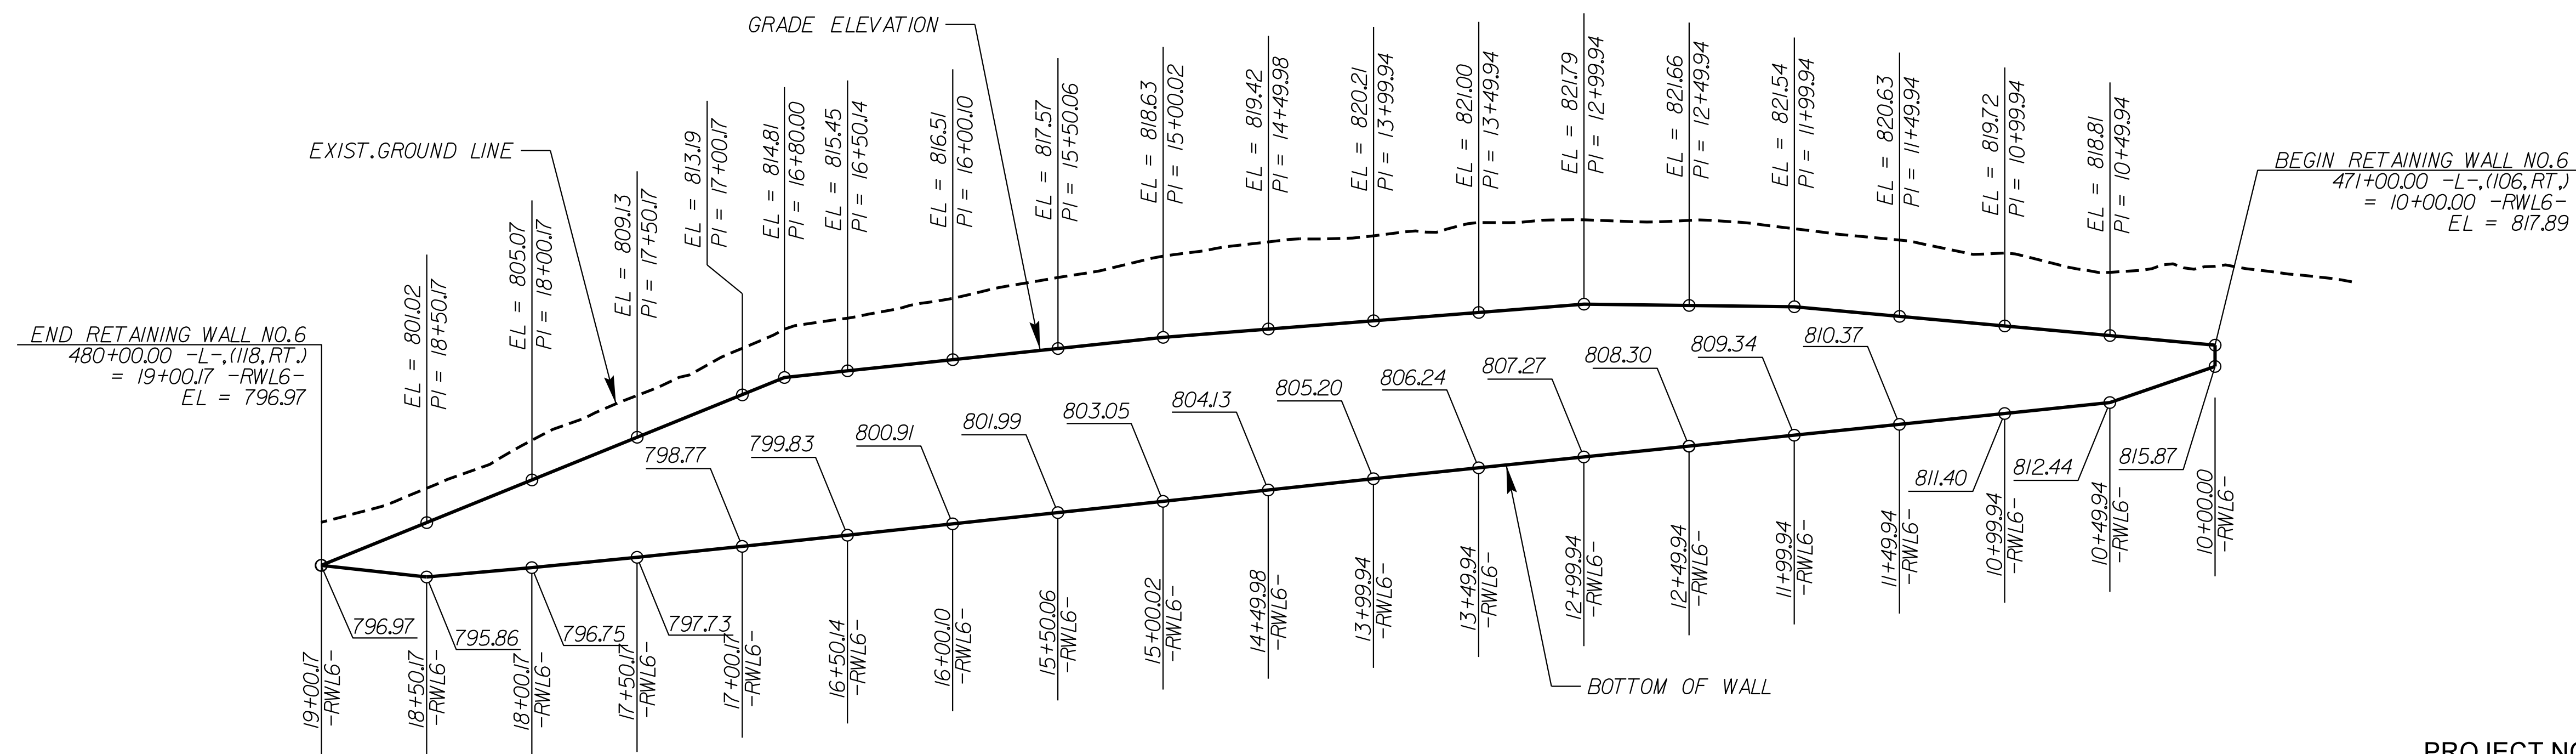 GRADE ELEVATION
EXIST.GROUND LINE
END RETAINING WALL NO.6
480+00.00 -L-,(118,RT.)
= 19+00.17 -RWL6-
EL = 796.97
EL = 801.02
PI = 18+50.17
EL = 805.07
PI = 18+00.17
EL = 809.13
PI = 17+50.17
EL = 813.19
PI = 17+00.17
EL = 814.81
PI = 16+80.00
EL = 815.45
PI = 16+50.14
EL = 816.51
PI = 16+00.10
EL = 817.57
PI = 15+50.06
EL = 818.63
PI = 15+00.02
EL = 819.42
PI = 14+49.98
EL = 820.21
PI = 13+99.94
EL = 821.00
PI = 13+49.94
EL = 821.79
PI = 12+99.94
EL = 821.66
PI = 12+49.94
EL = 821.54
PI = 11+99.94
EL = 820.63
PI = 11+49.94
EL = 819.72
PI = 10+99.94
EL = 818.81
PI = 10+49.94
BEGIN RETAINING WALL NO.6
471+00.00 -L-,(106,RT,)
= 10+00.00 -RWL6-
EL = 817.89
796.97
795.86
796.75
797.73
798.77
799.83
800.91
801.99
803.05
804.13
805.20
806.24
807.27
808.30
809.34
810.37
811.40
812.44
815.87
19+00.17
-RWL6-
18+50.17
-RWL6-
18+00.17
-RWL6-
17+50.17
-RWL6-
17+00.17
-RWL6-
16+50.14
-RWL6-
16+00.10
-RWL6-
15+50.06
-RWL6-
15+00.02
-RWL6-
14+49.98
-RWL6-
13+99.94
-RWL6-
13+49.94
-RWL6-
12+99.94
-RWL6-
12+49.94
-RWL6-
11+99.94
-RWL6-
11+49.94
-RWL6-
10+99.94
-RWL6-
10+49.94
-RWL6-
10+00.00
-RWL6-
BOTTOM OF WALL
PROJECT NO